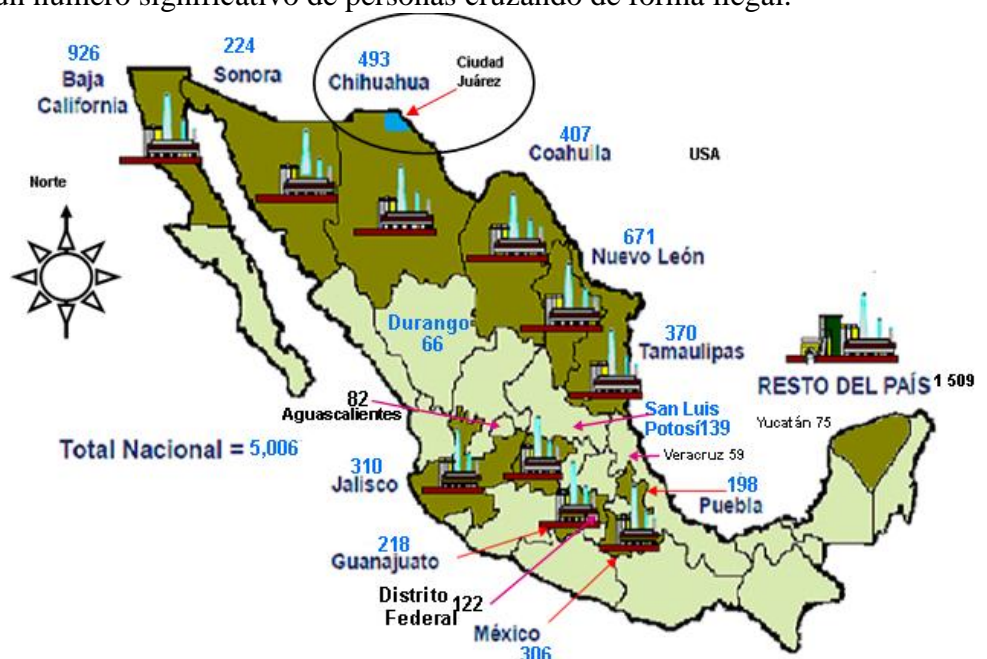 un número significativo de personas cruzando de forma ilegal.
926
Baja
California
224
Sonora
493
Chihuahua
Ciudad
Juárez
407
Coahuila
USA
Norte
671
Nuevo León
Durango
66
370
Tamaulipas
RESTO DEL PAÍS 1 509
82
Aguascalientes
San Luis
Potosí139
Yucatán 75
Total Nacional = 5,006
Veracruz 59
310
Jalisco
198
Puebla
218
Guanajuato
Distrito
Federal 122
México
306